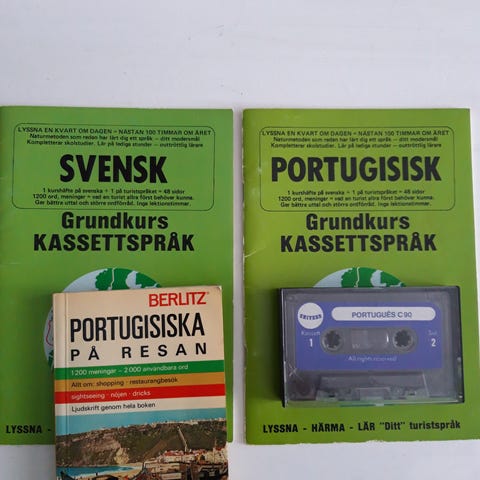 LYSSNA EN KVART OM DAGEN = NÄSTAN 100 TIMMAR OM ÅRET
Naturmetoden som redan har lärt dig ett språk — ditt modersmål
Kompletterar skolstudier. Lär på lediga stunder — outtröttlig lärare
SVENSK
1 kurshäfte på svenska + 1 på turistspråket = 48 sidor
1200 ord, meningar = vad en turist allra först behöver kunna.
Ger bättre uttal och större ordförråd. Inga lektionstimmar.
Grundkurs
KASSETTSPRÅK
LYSSNA -
BERLITZ
PORTUGISISKA
PÅ RESAN
1200 meningar - 2000 användbara ord
Allt om: shopping · restaurangbesök
sightseeing · nöjen · dricks
Ljudskrift genom hela boken
LYSSNA EN KVART OM DAGEN = NÄSTAN 100 TIMMAR OM ÅRET
Naturmetoden som redan har lärt dig ett språk — ditt modersmål
Kompletterar skolstudier. Lär på lediga stunder — outtröttlig lärare
PORTUGISISK
1 kurshäfte på svenska + 1 på turistspråket = 48 sidor
1200 ord, meningar = vad en turist allra först behöver kunna.
Ger bättre uttal och större ordförråd. Inga lektionstimmar.
Grundkurs
KASSETTSPRÅK
PORTUGUÊS C 90
Kassett
1
Sida
2
All rights reserved
LYSSNA - HÄRMA - LÄR "Ditt" turistspråk